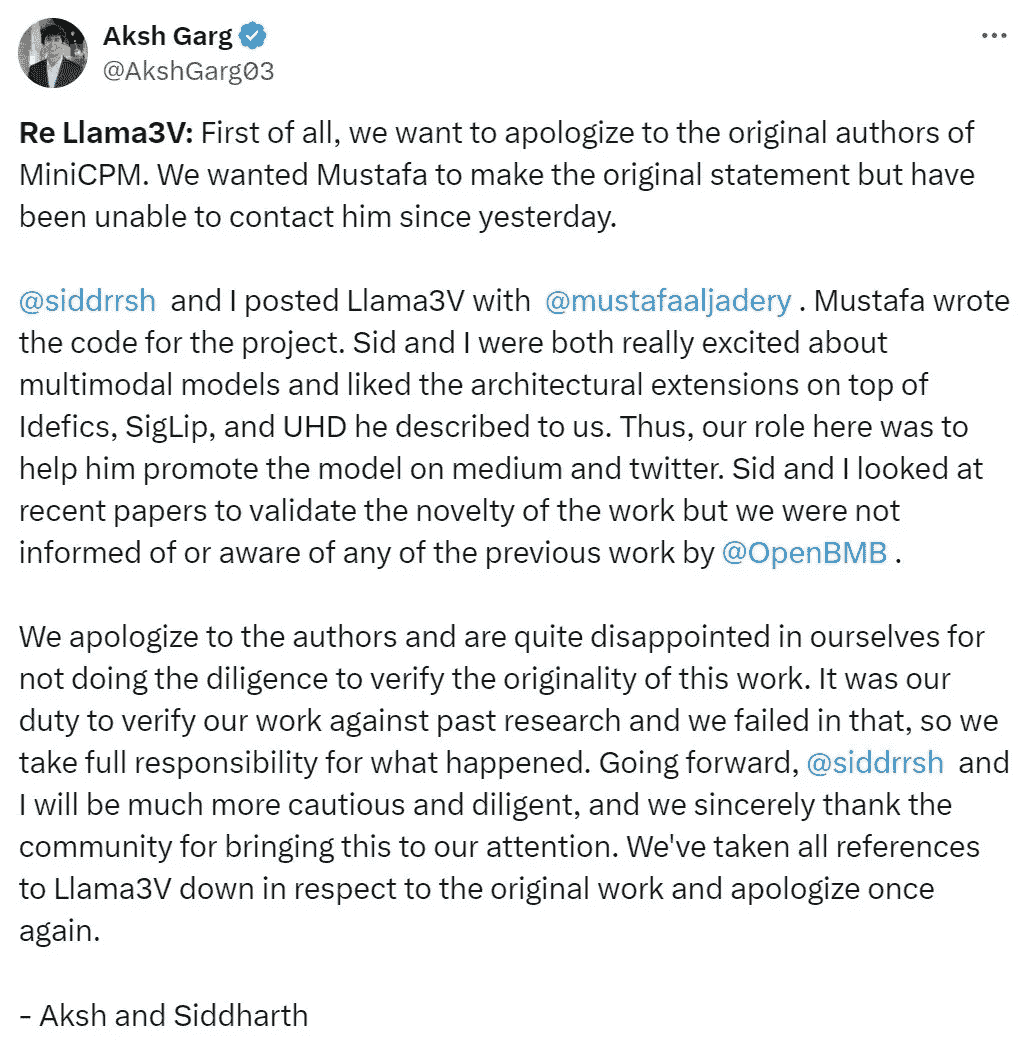 Aksh Garg
@AkshGarg03
Re Llama3V: First of all, we want to apologize to the original authors of
MiniCPM. We wanted Mustafa to make the original statement but have
been unable to contact him since yesterday.
@siddrrsh and I posted Llama3V with @mustafaaljadery . Mustafa wrote
the code for the project. Sid and I were both really excited about
multimodal models and liked the architectural extensions on top of
Idefics, SigLip, and UHD he described to us. Thus, our role here was to
help him promote the model on medium and twitter. Sid and I looked at
recent papers to validate the novelty of the work but we were not
informed of or aware of any of the previous work by @OpenBMB .
We apologize to the authors and are quite disappointed in ourselves for
not doing the diligence to verify the originality of this work. It was our
duty to verify our work against past research and we failed in that, so we
take full responsibility for what happened. Going forward, @siddrrsh and
I will be much more cautious and diligent, and we sincerely thank the
community for bringing this to our attention. We've taken all references
to Llama3V down in respect to the original work and apologize once
again.
- Aksh and Siddharth